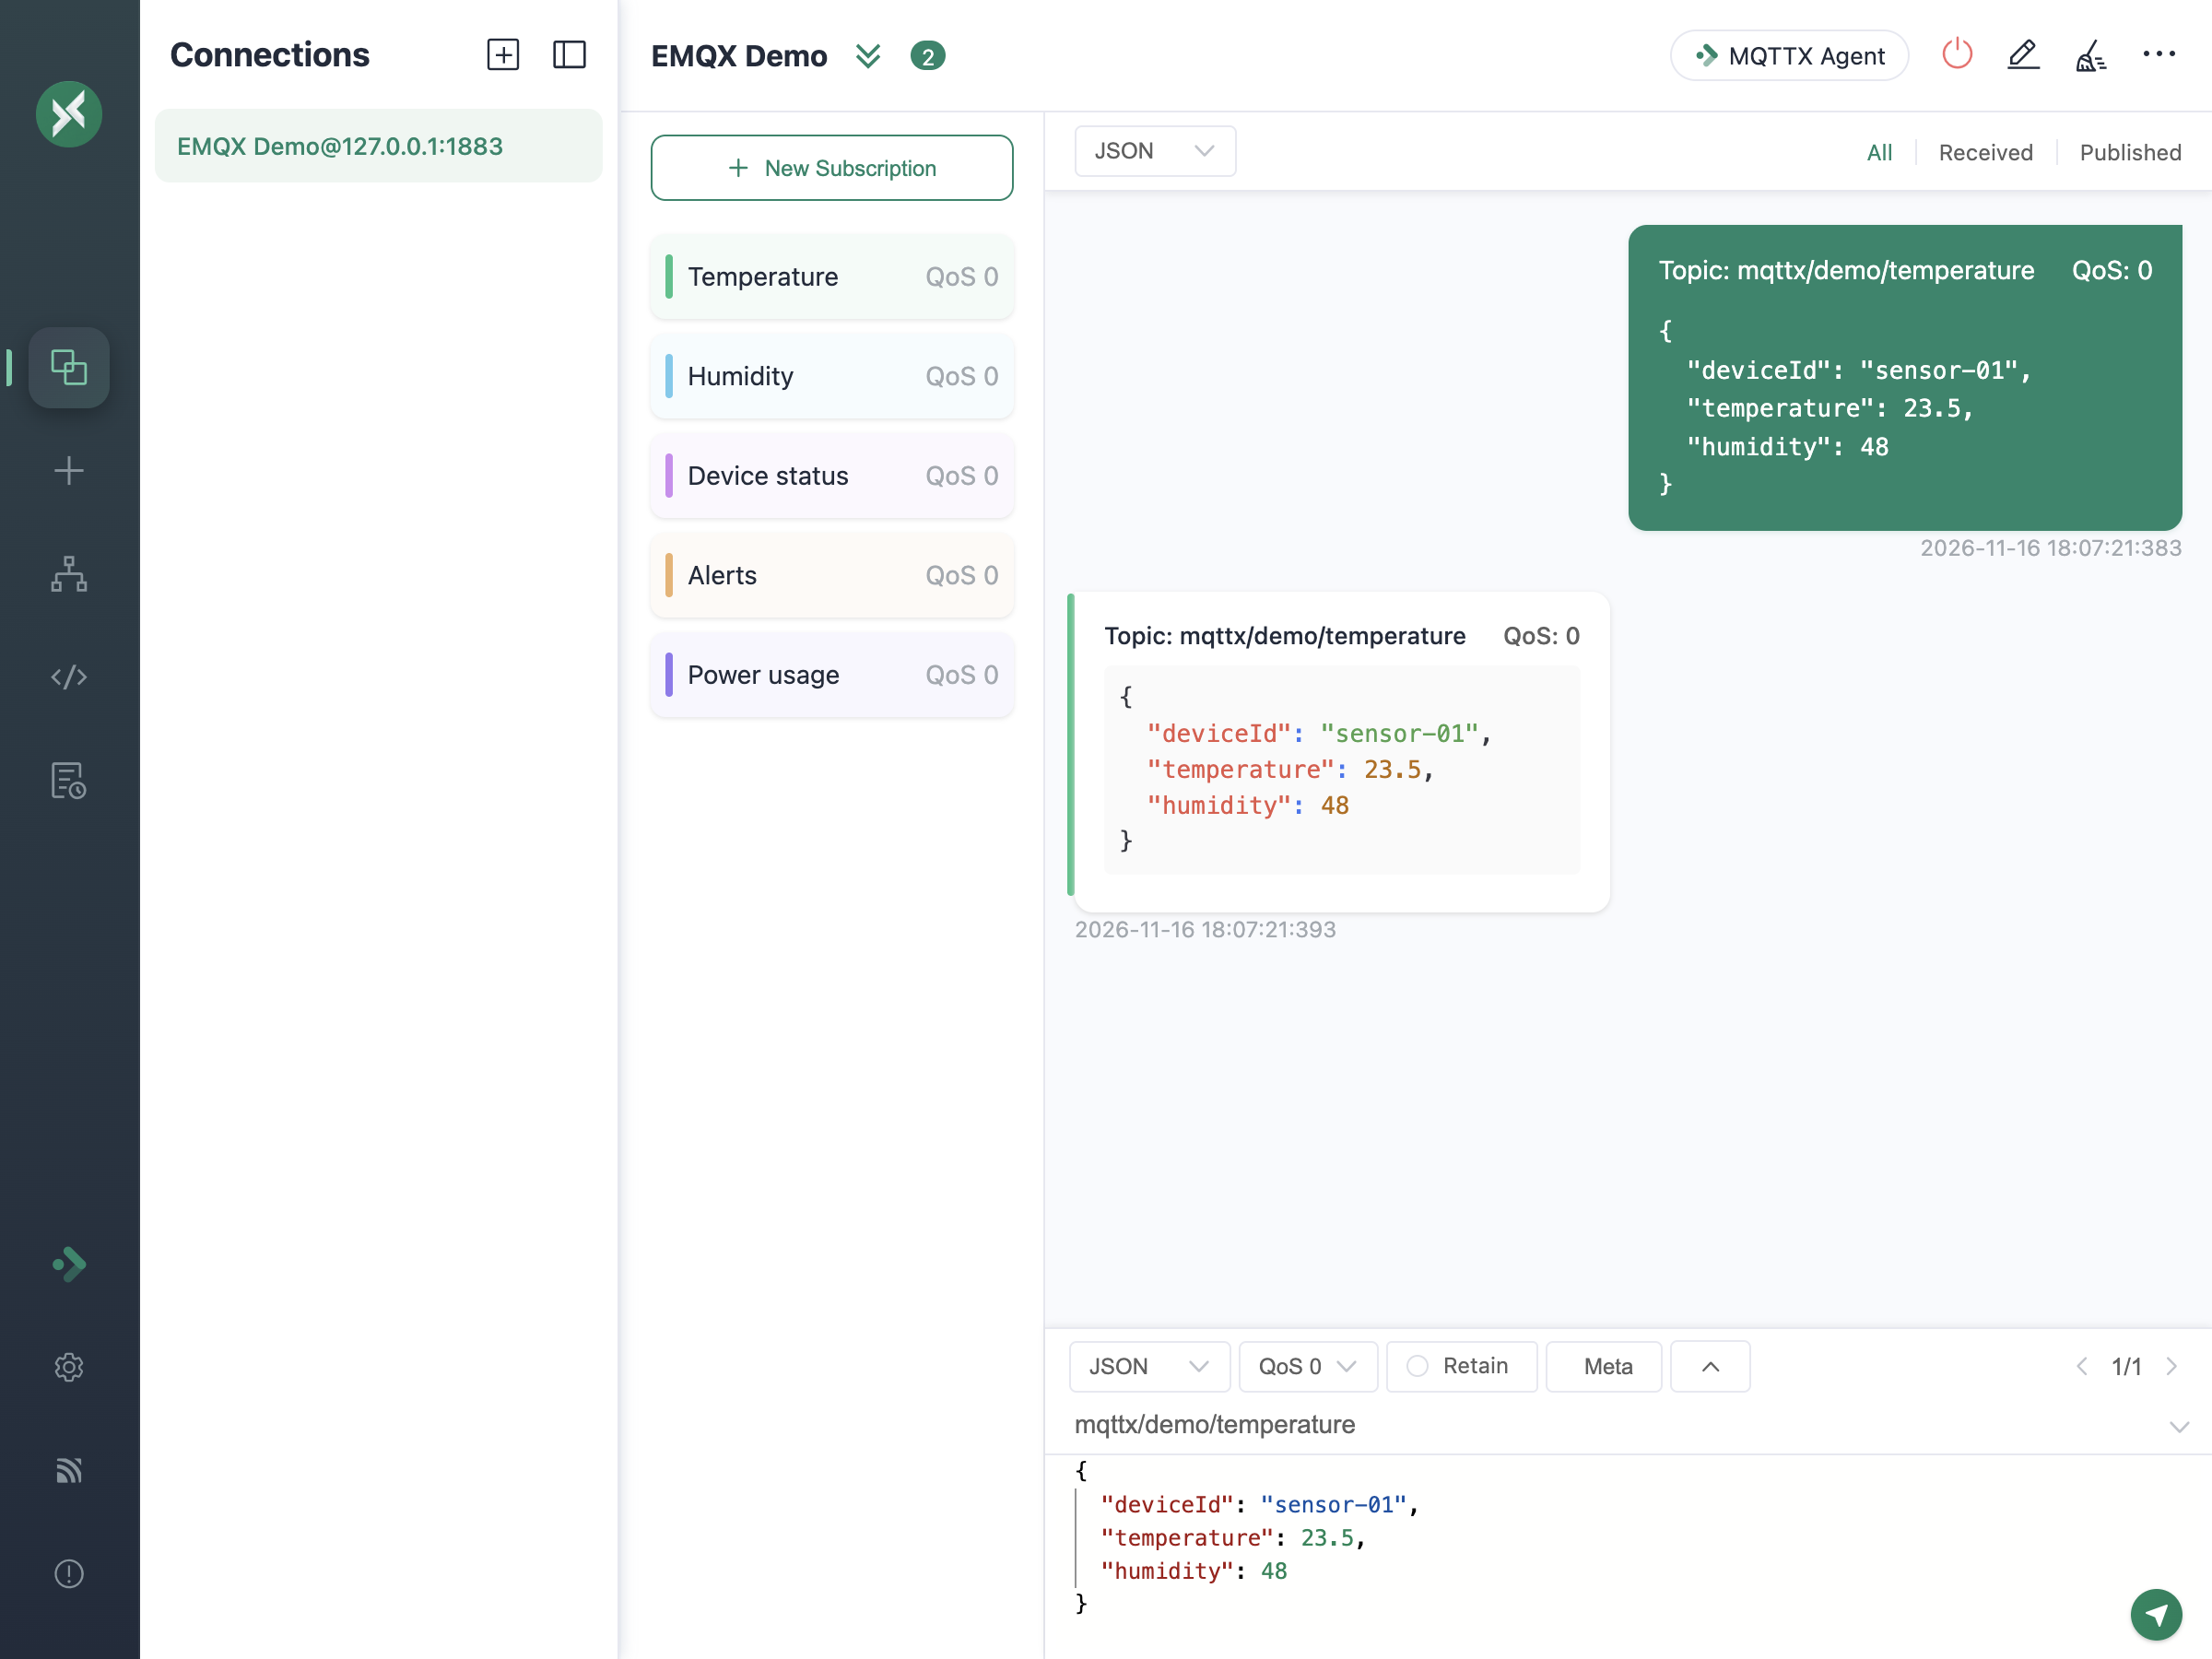 Connections
EMQX Demo@127.0.0.1:1883
EMQX Demo
2
MQTTX Agent
New Subscription
Temperature QoS 0
Humidity QoS 0
Device status QoS 0
Alerts QoS 0
Power usage QoS 0
JSON
All
Received
Published
Topic: mqttx/demo/temperature QoS: 0
{
"deviceId": "sensor-01",
"temperature": 23.5,
"humidity": 48
}
2026-11-16 18:07:21:383
Topic: mqttx/demo/temperature QoS: 0
{
"deviceId": "sensor-01",
"temperature": 23.5,
"humidity": 48
}
2026-11-16 18:07:21:393
JSON
QoS 0
Retain
Meta
1/1
mqttx/demo/temperature
{
"deviceId": "sensor-01",
"temperature": 23.5,
"humidity": 48
}